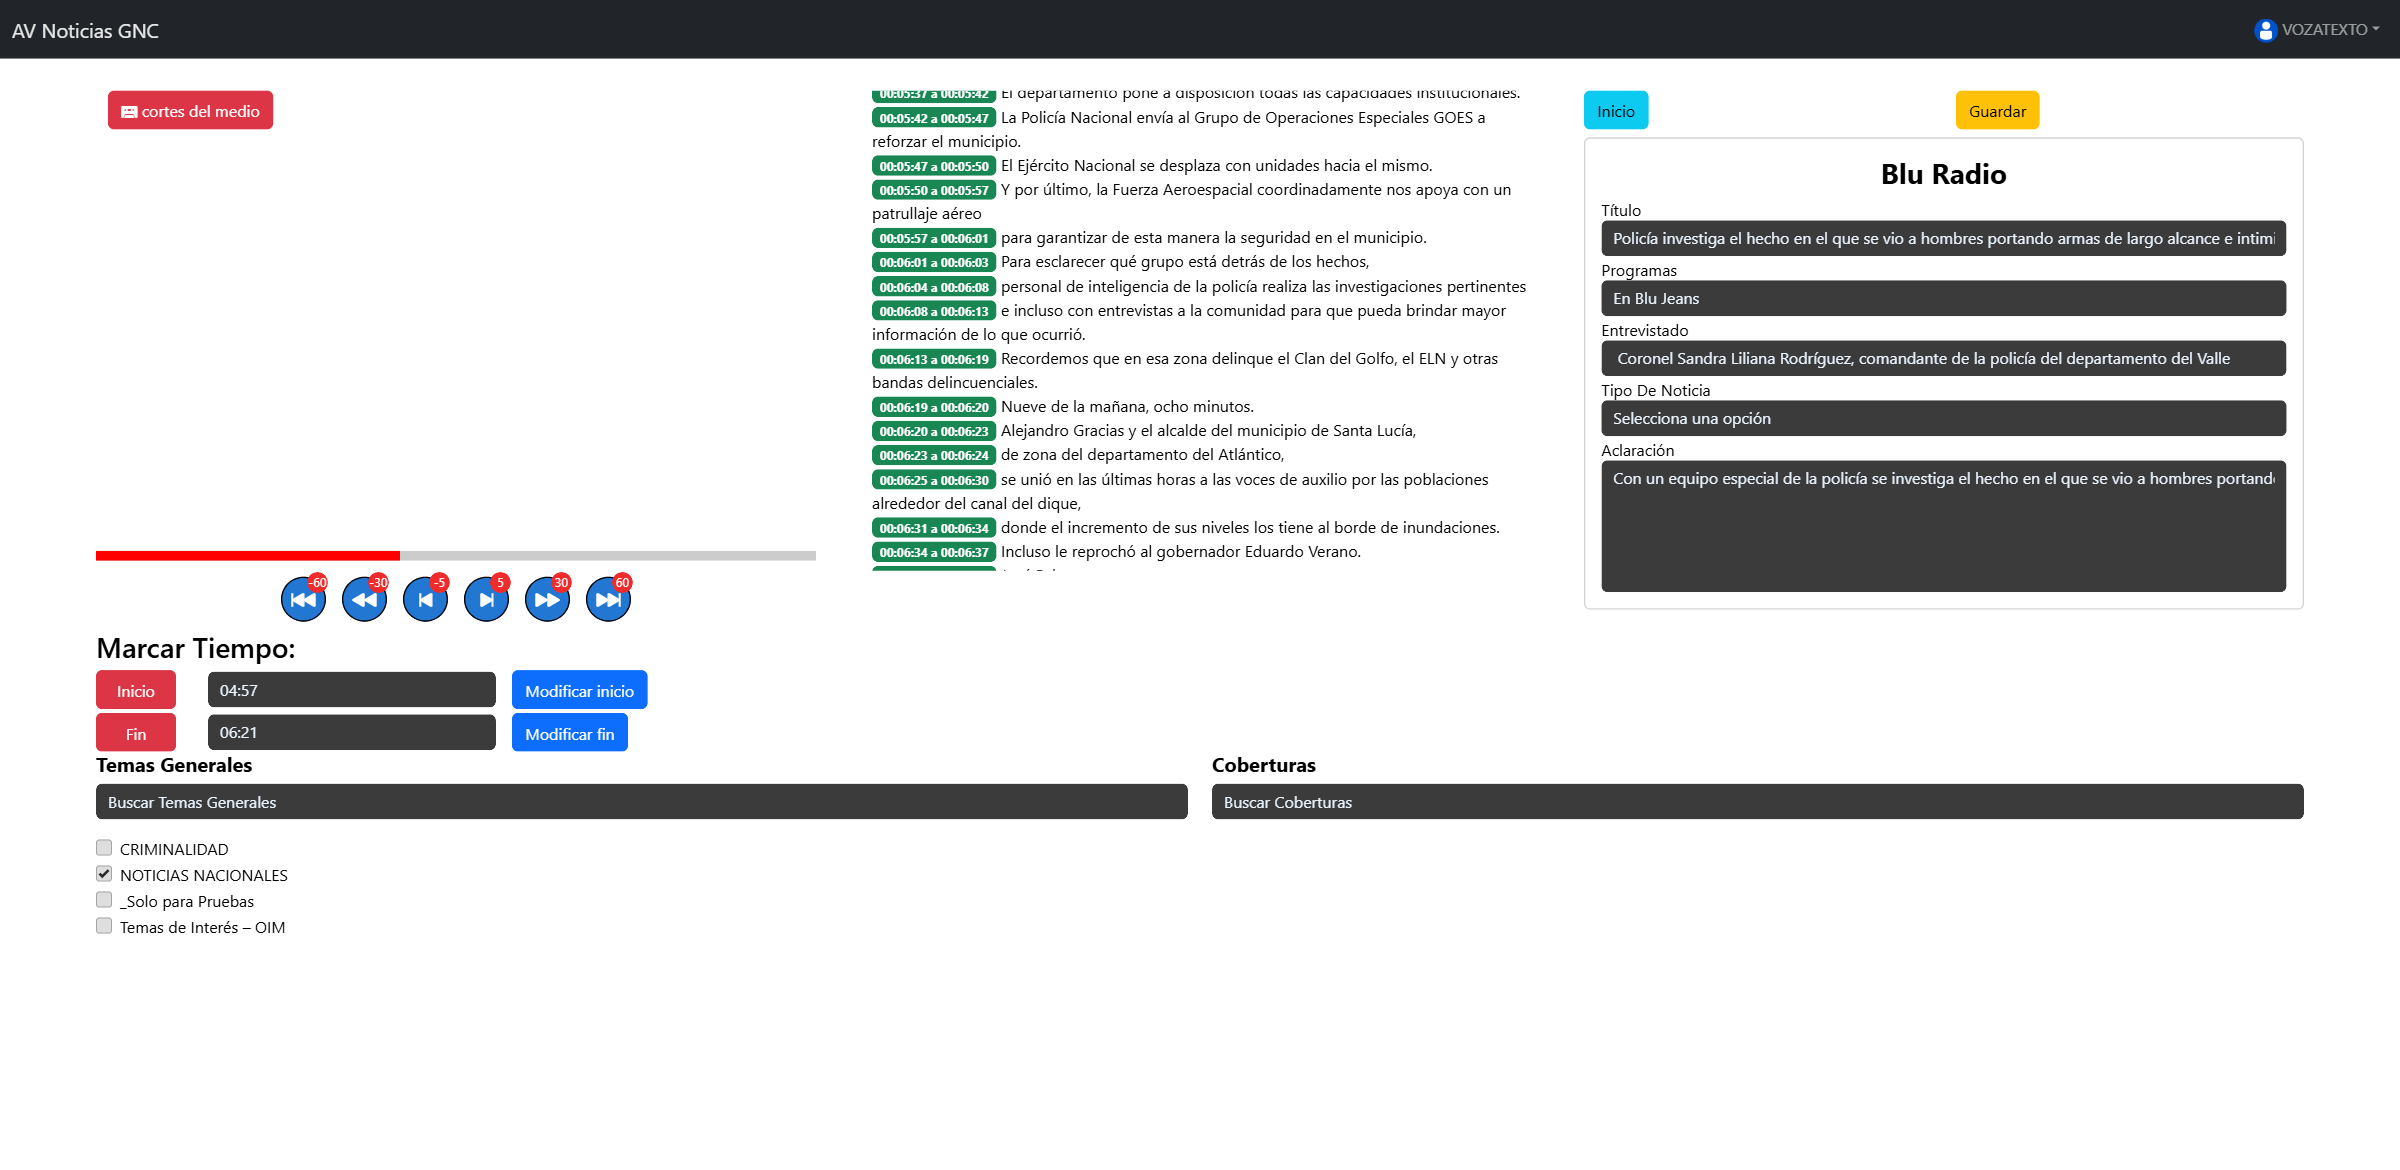 AV Noticias GNC
VOZATEXTO
cortes del medio
-60
-30
-5
5
30
60
Marcar Tiempo:
Inicio
04:57
Modificar inicio
Fin
06:21
Modificar fin
00:05:37 a 00:05:42 El departamento pone a disposición todas las capacidades institucionales.
00:05:42 a 00:05:47 La Policía Nacional envía al Grupo de Operaciones Especiales GOES a
reforzar el municipio.
00:05:47 a 00:05:50 El Ejército Nacional se desplaza con unidades hacia el mismo.
00:05:50 a 00:05:57 Y por último, la Fuerza Aeroespacial coordinadamente nos apoya con un
patrullaje aéreo
00:05:57 a 00:06:01 para garantizar de esta manera la seguridad en el municipio.
00:06:01 a 00:06:03 Para esclarecer qué grupo está detrás de los hechos,
00:06:04 a 00:06:08 personal de inteligencia de la policía realiza las investigaciones pertinentes
00:06:08 a 00:06:13 e incluso con entrevistas a la comunidad para que pueda brindar mayor
información de lo que ocurrió.
00:06:13 a 00:06:19 Recordemos que en esa zona delinque el Clan del Golfo, el ELN y otras
bandas delincuenciales.
00:06:19 a 00:06:20 Nueve de la mañana, ocho minutos.
00:06:20 a 00:06:23 Alejandro Gracias y el alcalde del municipio de Santa Lucía,
00:06:23 a 00:06:24 de zona del departamento del Atlántico,
00:06:25 a 00:06:30 se unió en las últimas horas a las voces de auxilio por las poblaciones
alrededor del canal del dique,
00:06:31 a 00:06:34 donde el incremento de sus niveles los tiene al borde de inundaciones.
00:06:34 a 00:06:37 Incluso le reprochó al gobernador Eduardo Verano.
Inicio
Guardar
Blu Radio
Título
Policía investiga el hecho en el que se vio a hombres portando armas de largo alcance e intimi
Programas
En Blu Jeans
Entrevistado
Coronel Sandra Liliana Rodríguez, comandante de la policía del departamento del Valle
Tipo De Noticia
Selecciona una opción
Aclaración
Con un equipo especial de la policía se investiga el hecho en el que se vio a hombres portando
Temas Generales
Buscar Temas Generales
CRIMINALIDAD
NOTICIAS NACIONALES
_Solo para Pruebas
Temas de Interés – OIM
Coberturas
Buscar Coberturas